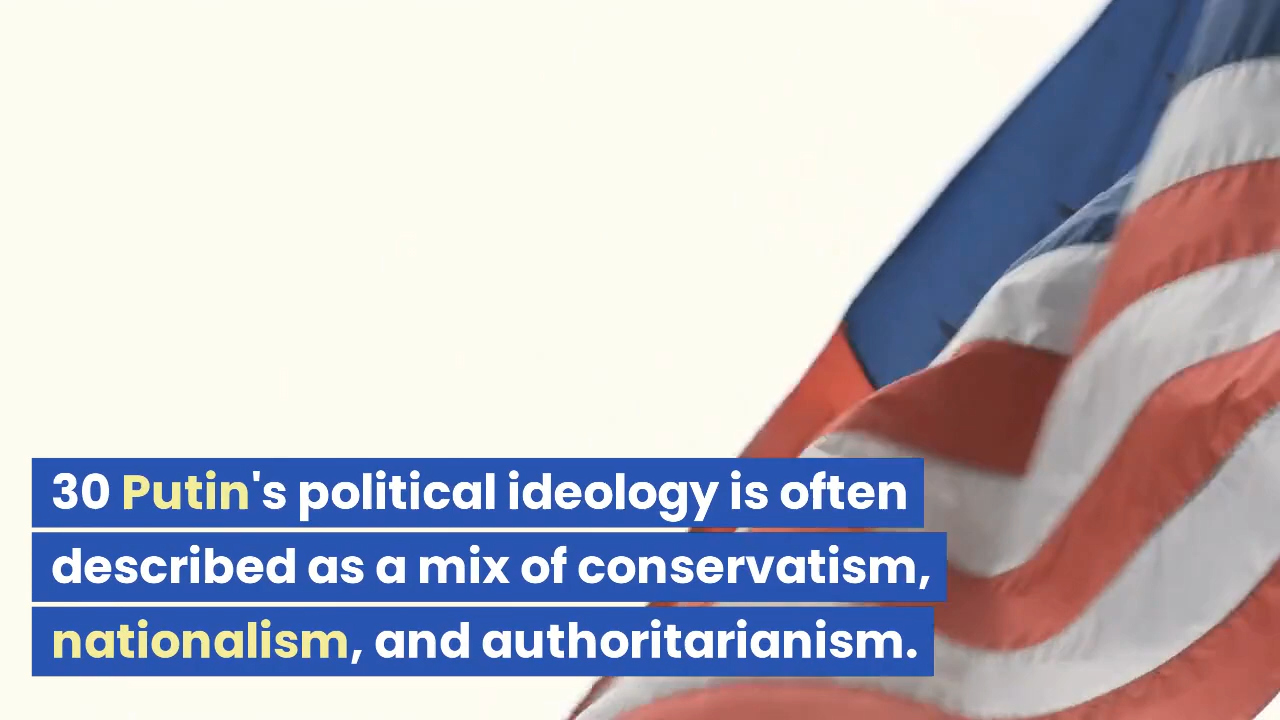 30 Putin's political ideology is often
described as a mix of conservatism,
nationalism, and authoritarianism.